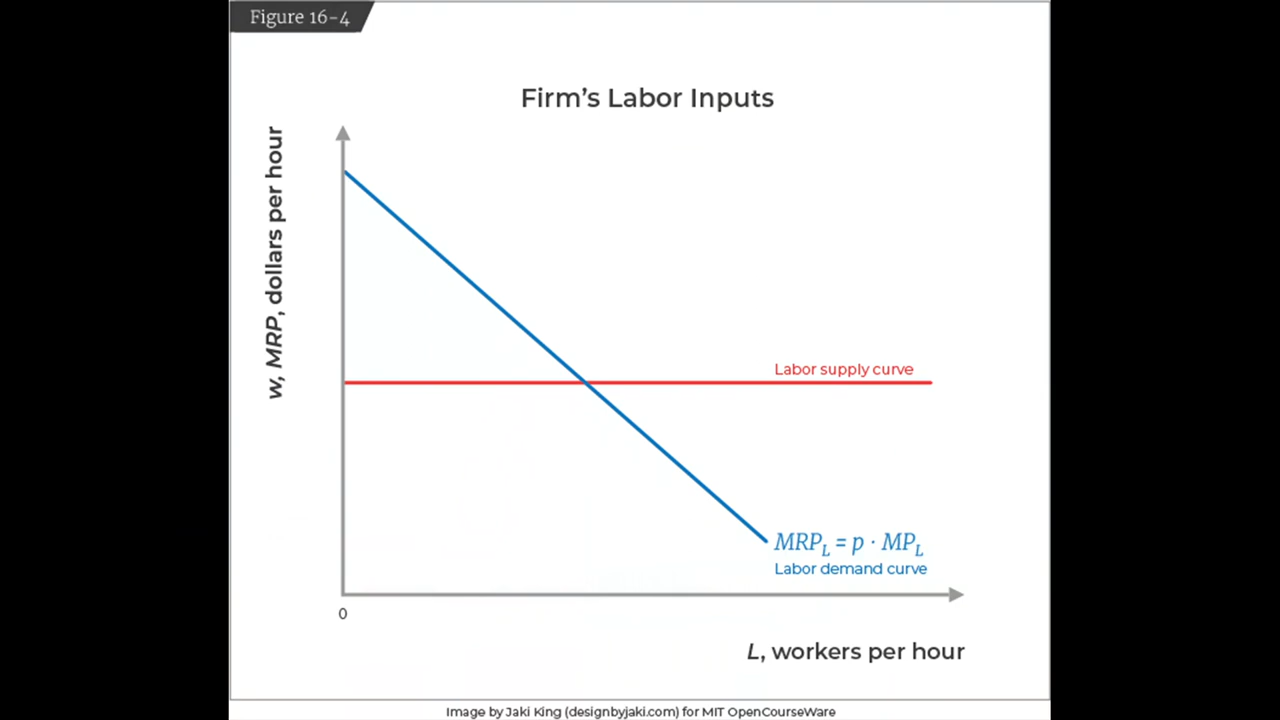 Figure 16-4
Firm's Labor Inputs
w, MRP, dollars per hour
Labor supply curve
MRP_L = p · MP_L
Labor demand curve
0
L, workers per hour
Image by Jaki King (designbyjaki.com) for MIT OpenCourseWare